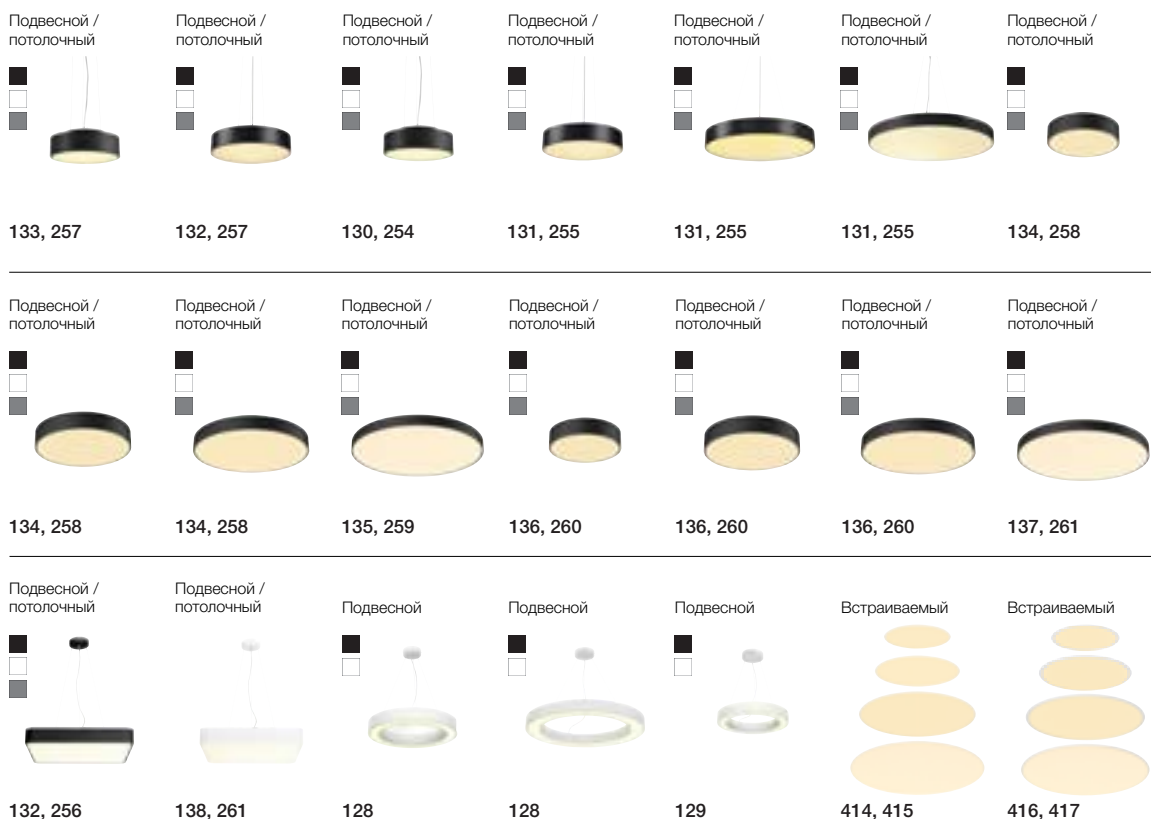 Подвесной /
потолочный
Подвесной /
потолочный
Подвесной /
потолочный
Подвесной /
потолочный
Подвесной /
потолочный
Подвесной /
потолочный
Подвесной /
потолочный
133, 257
132, 257
130, 254
131, 255
131, 255
131, 255
134, 258
Подвесной /
потолочный
Подвесной /
потолочный
Подвесной /
потолочный
Подвесной /
потолочный
Подвесной /
потолочный
Подвесной /
потолочный
Подвесной /
потолочный
134, 258
134, 258
135, 259
136, 260
136, 260
136, 260
137, 261
Подвесной /
потолочный
Подвесной /
потолочный
Подвесной
Подвесной
Подвесной
Встраиваемый
Встраиваемый
132, 256
138, 261
128
128
129
414, 415
416, 417